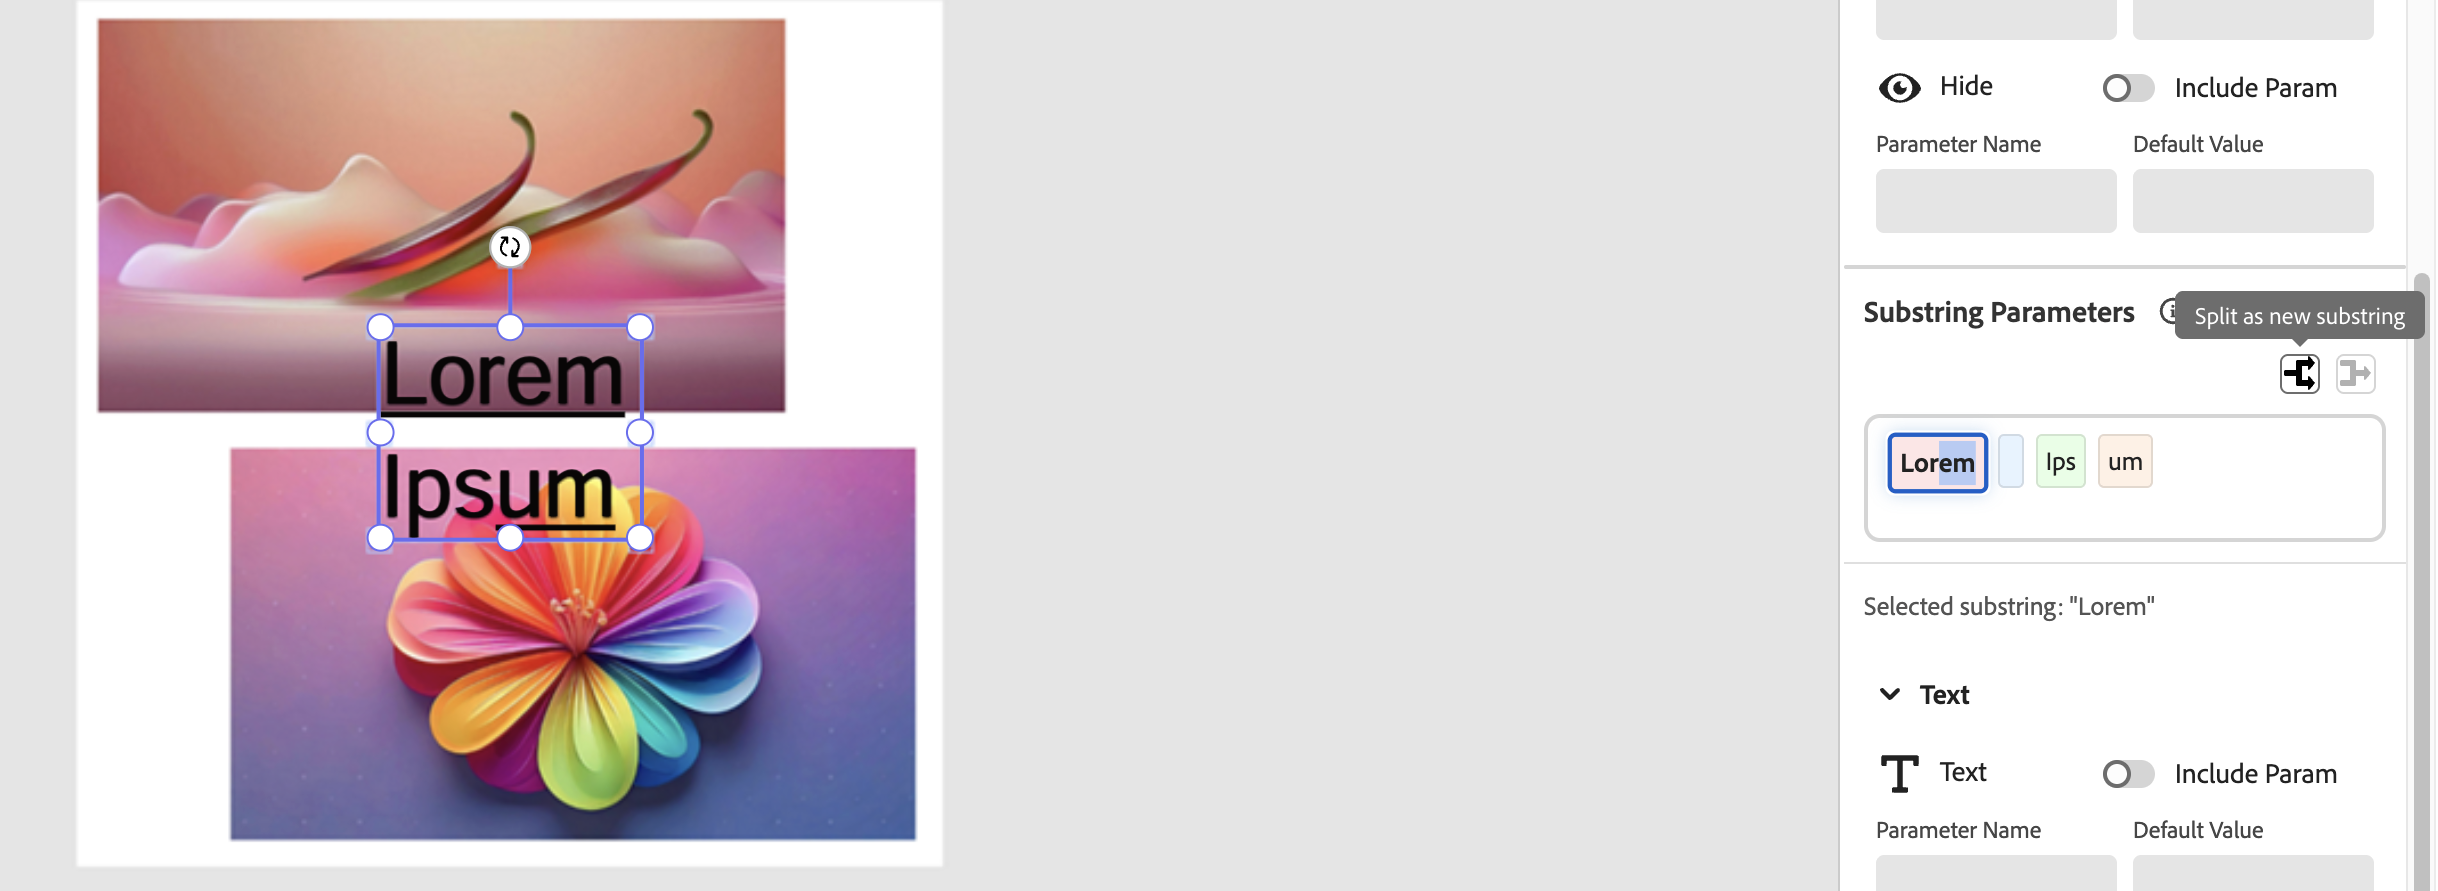 Lorem
Ipsum
Hide
Include Param
Parameter Name
Default Value
Substring Parameters
Split as new substring
Lorem
Ips
um
Selected substring: "Lorem"
Text
Text
Include Param
Parameter Name
Default Value